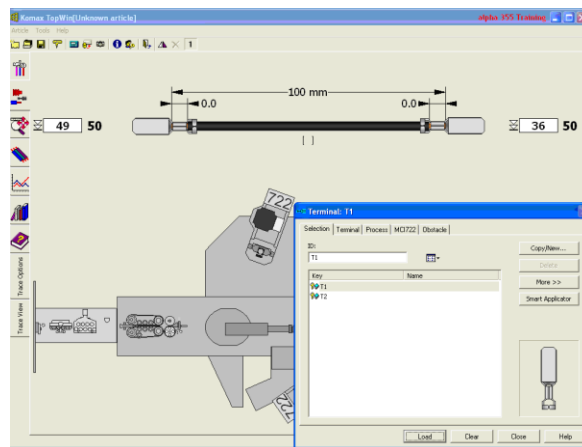 Komax TopWin[Unknown article]
alpha 355 Training
Article Tools Help
1
100 mm
0.0 0.0
49 50
36 50
[ ]
722
Terminal: T1
Selection Terminal Process MCI722 Obstacle
ID:
T1
Copy/New...
Delete
Key Name
More >>
T1
T2
Smart Applicator
Trace Options
Trace View
722
Load Clear Close Help